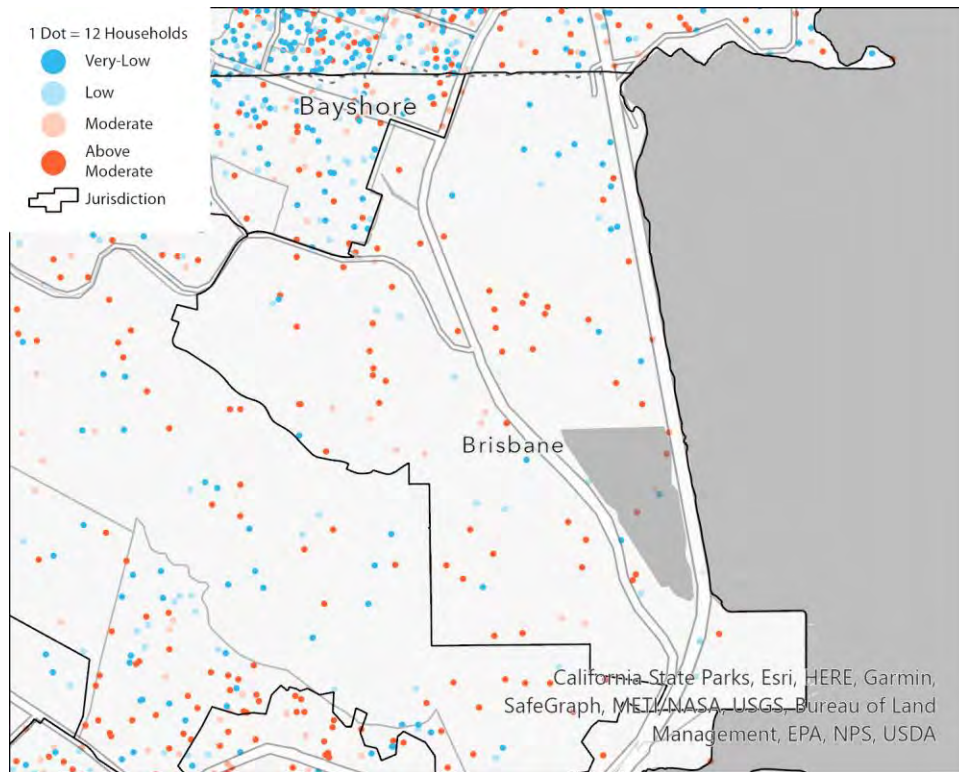 1 Dot = 12 Households
Very-Low
Low
Moderate
Above
Moderate
Jurisdiction
Bayshore
Brisbane
California State Parks, Esri, HERE, Garmin,
SafeGraph, METI/NASA, USGS, Bureau of Land
Management, EPA, NPS, USDA